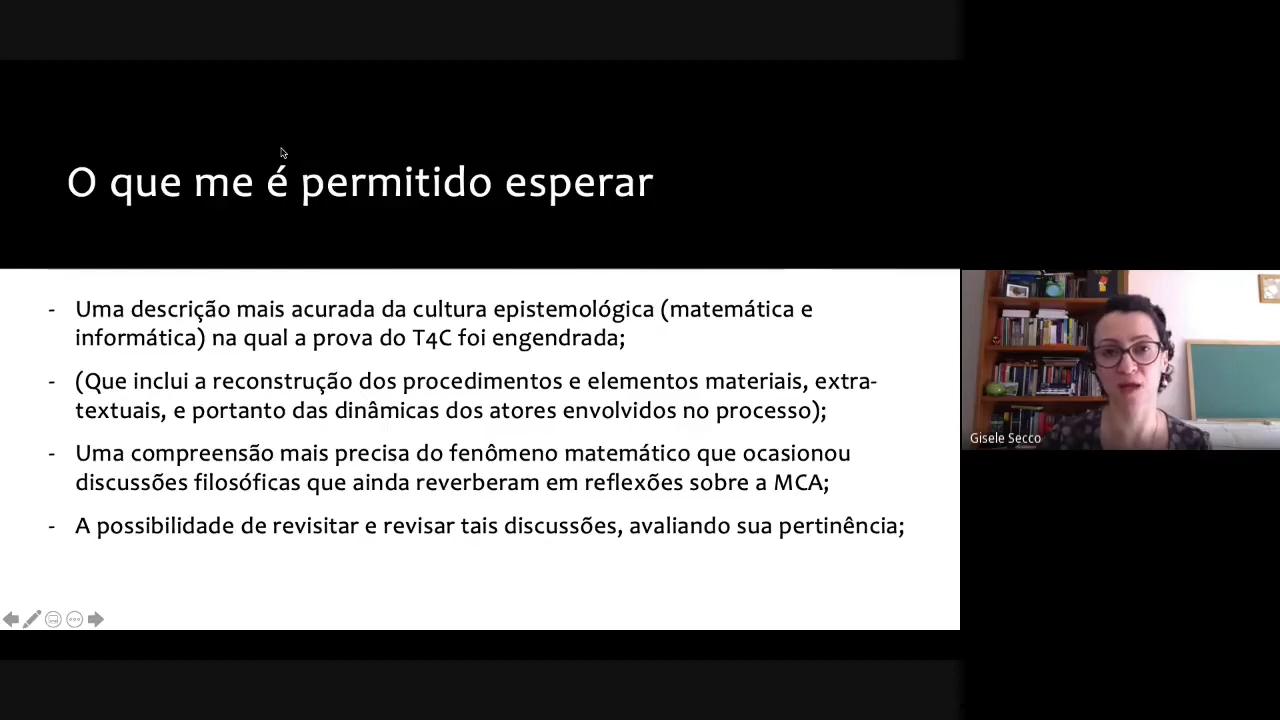 O que me é permitido esperar
- Uma descrição mais acurada da cultura epistemológica (matemática e
informática) na qual a prova do T4C foi engendrada;
- (Que inclui a reconstrução dos procedimentos e elementos materiais, extra-
textuais, e portanto das dinâmicas dos atores envolvidos no processo);
- Uma compreensão mais precisa do fenômeno matemático que ocasionou
discussões filosóficas que ainda reverberam em reflexões sobre a MCA;
- A possibilidade de revisitar e revisar tais discussões, avaliando sua pertinência;
Gisele Secco